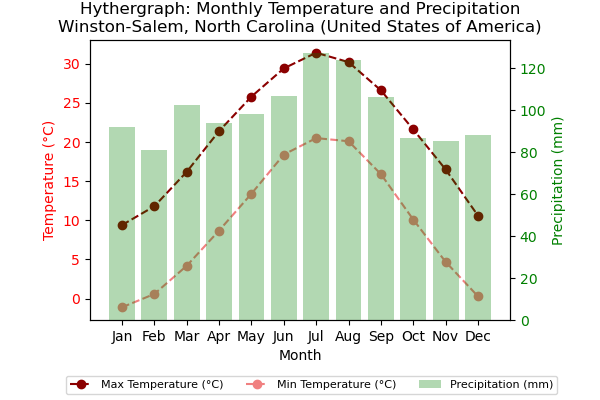 Hythergraph: Monthly Temperature and Precipitation
Winston-Salem, North Carolina (United States of America)
Temperature (°C)
30
25
20
15
10
5
0
120
100
80
60
40
20
0
Precipitation (mm)
Jan Feb Mar Apr May Jun Jul Aug Sep Oct Nov Dec
Month
Max Temperature (°C) Min Temperature (°C) Precipitation (mm)